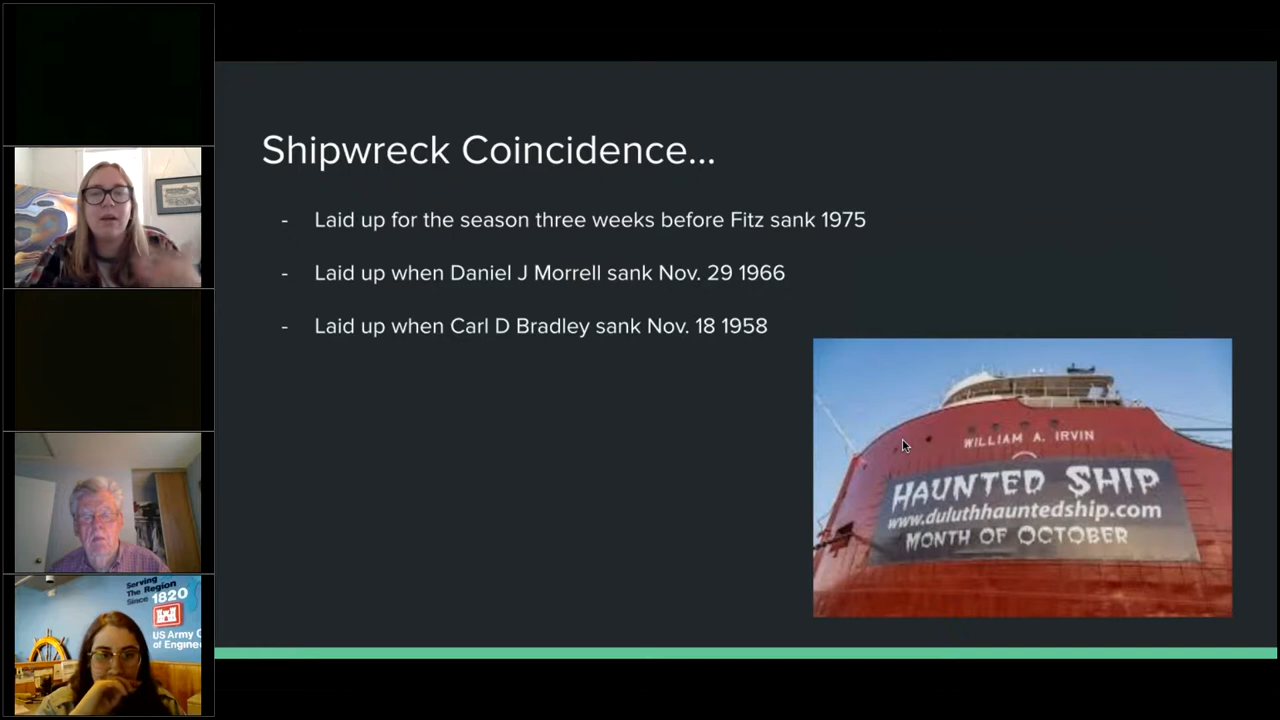 Shipwreck Coincidence...
- Laid up for the season three weeks before Fitz sank 1975
- Laid up when Daniel J Morrell sank Nov. 29 1966
- Laid up when Carl D Bradley sank Nov. 18 1958
WILLIAM A. IRVIN
HAUNTED SHIP
www.duluthhauntedship.com
MONTH OF OCTOBER
Serving
The Region
Since 1820
US Army
of Engine